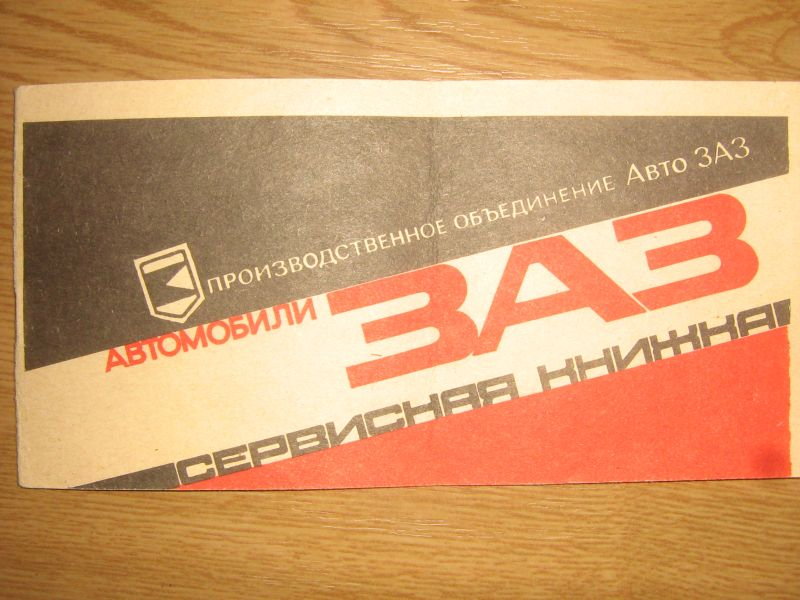 ПРОИЗВОДСТВЕННОЕ ОБЪЕДИНЕНИЕ Авто ЗАЗ
АВТОМОБИЛИ ЗАЗ
СЕРВИСНАЯ КНИЖКА